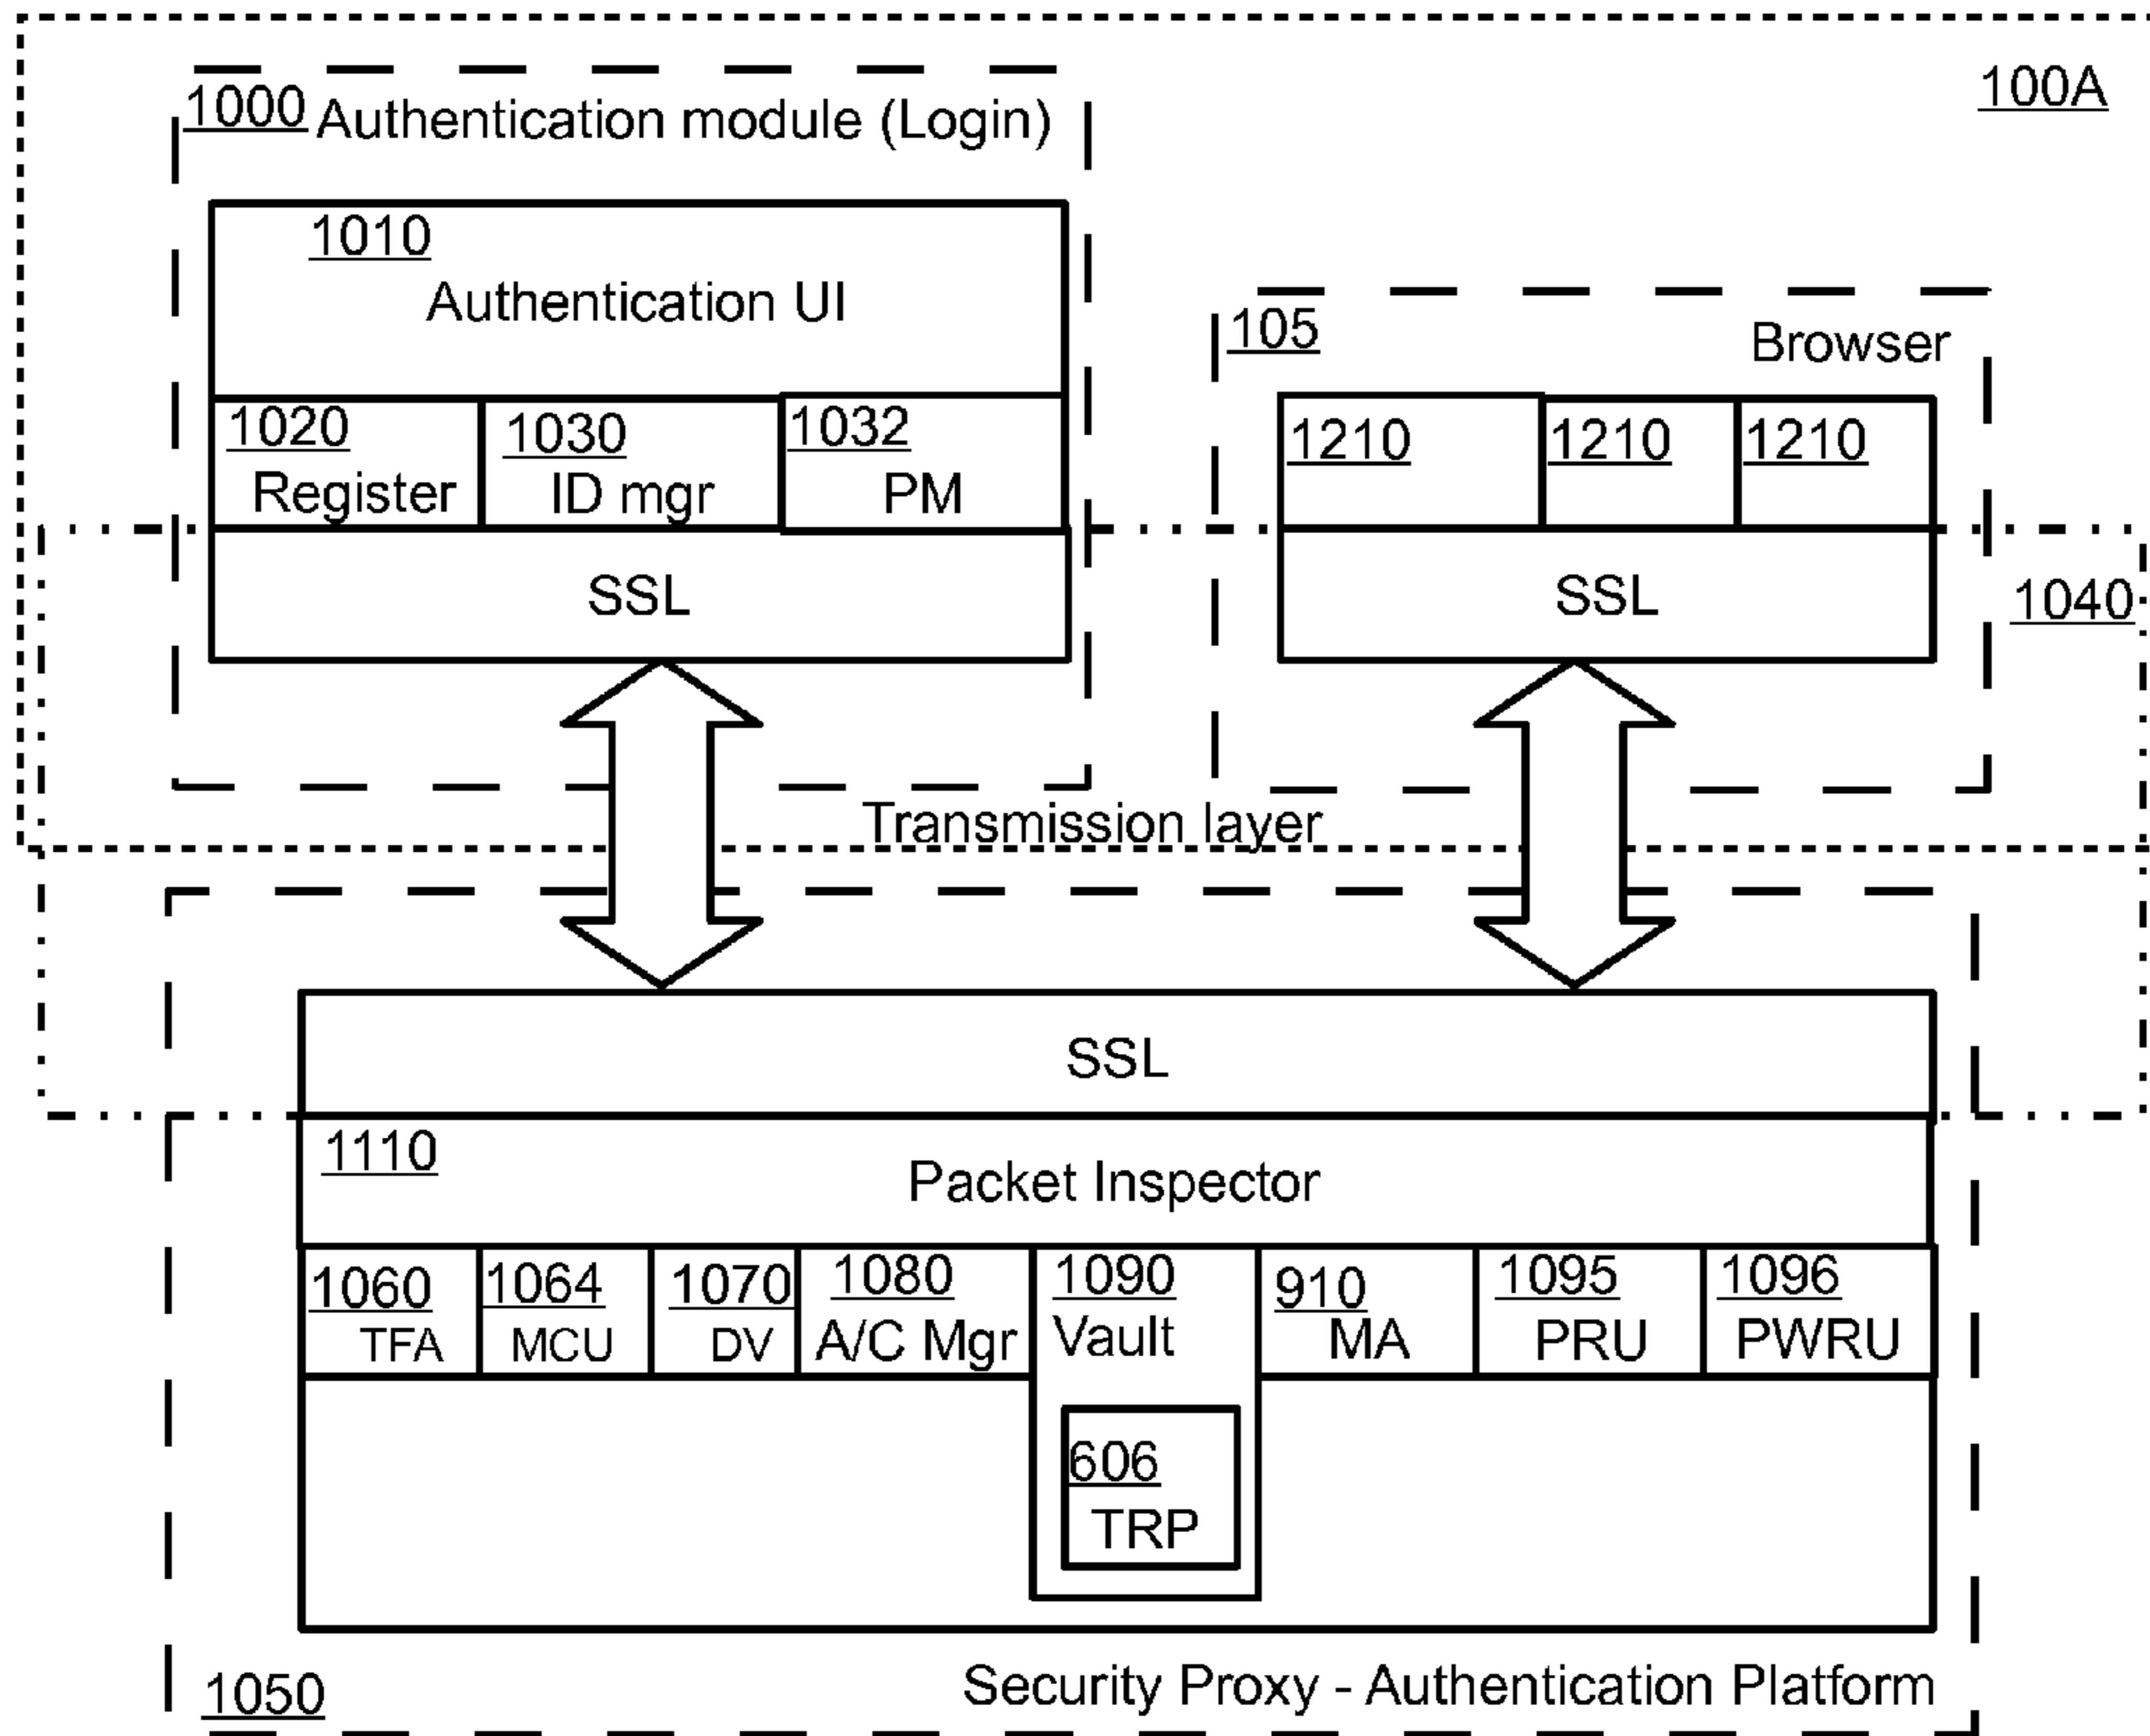 100A
1000 Authentication module (Login)
1010
Authentication UI
1020 1030 1032
Register ID mgr PM
SSL
105 Browser
1210 1210 1210
SSL
1040
Transmission layer
SSL
1110
Packet Inspector
1060 1064 1070 1080 1090 910 1095 1096
TFA MCU DV A/C Mgr Vault MA PRU PWRU
606
TRP
Security Proxy - Authentication Platform
1050